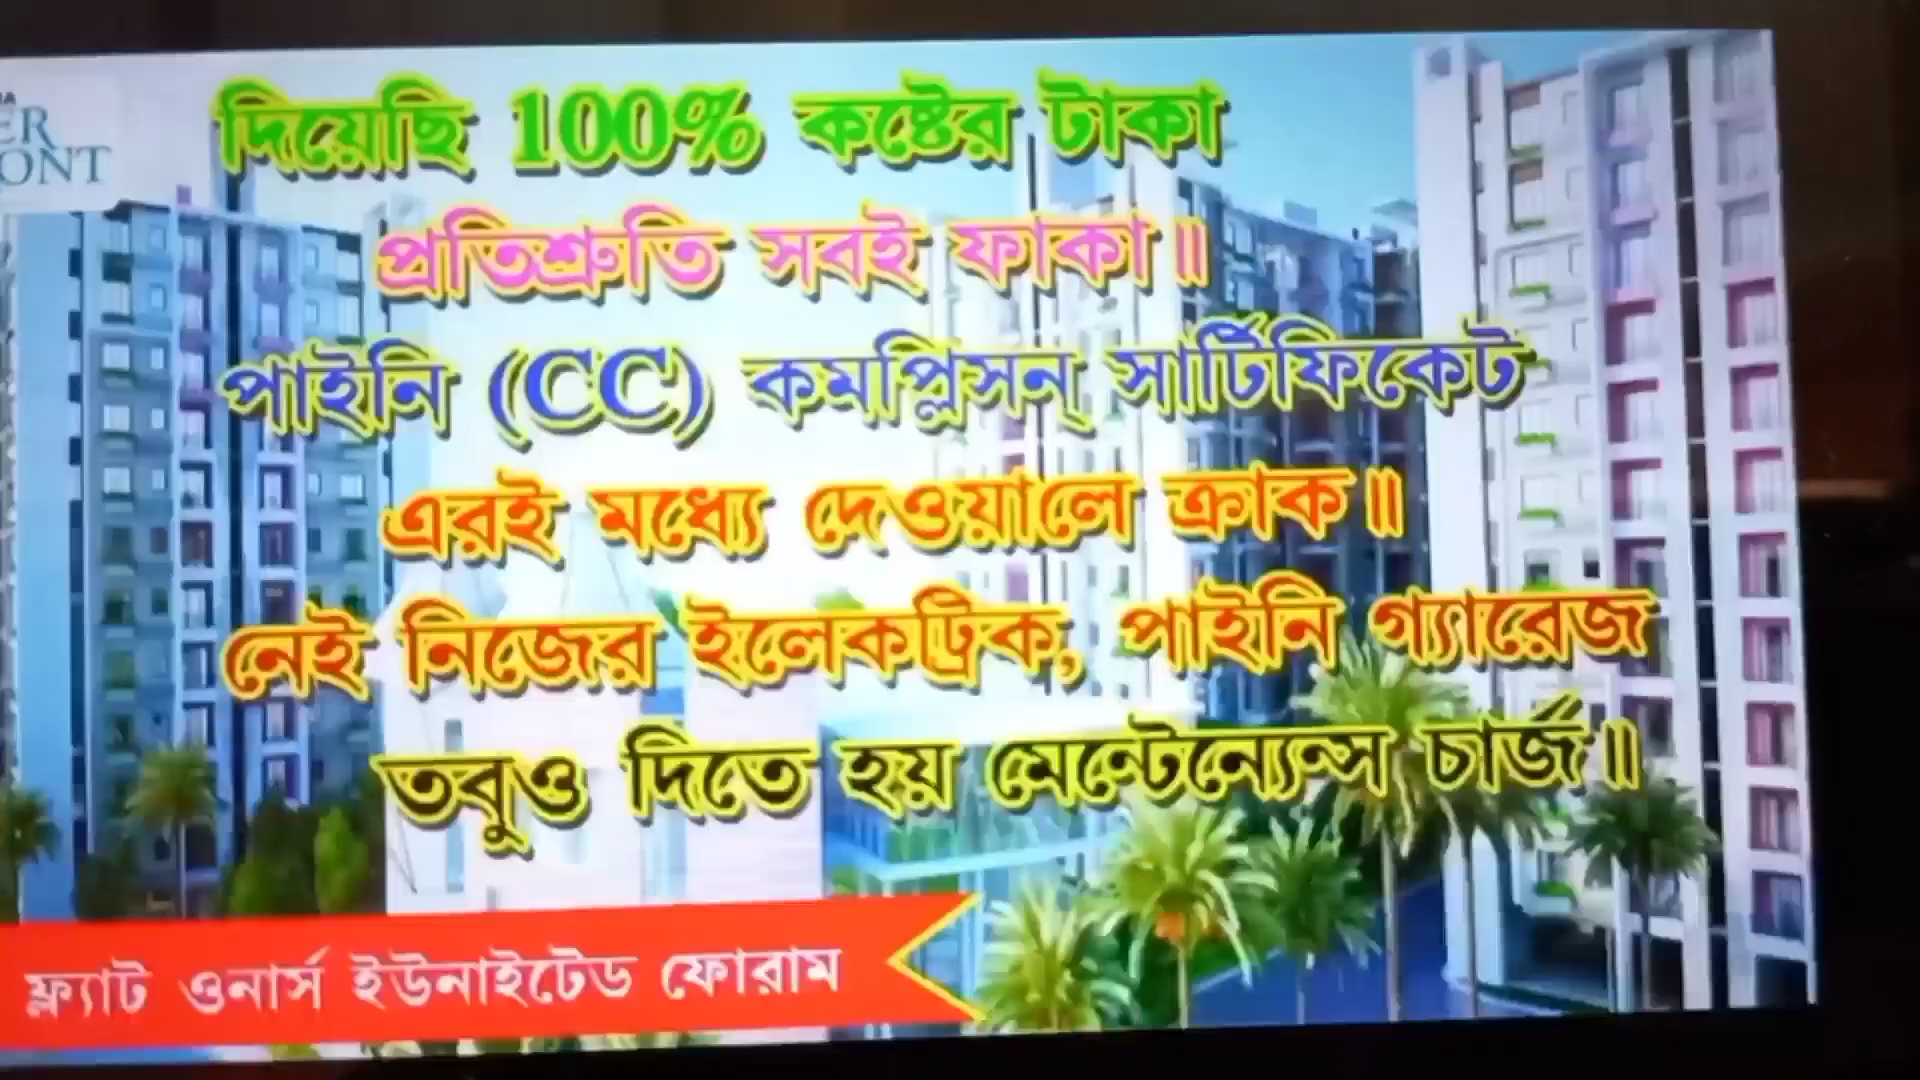 দিয়েছি 100% কষ্টের টাকা
প্রতিশ্রুতি সবই ফাকা॥
পাইনি (CC) কমপ্লিসন্ সার্টিফিকেট
এরই মধ্যে দেওয়ালে ক্রাক॥
নেই নিজের ইলেকট্রিক, পাইনি গ্যারেজ
তবুও দিতে হয় মেন্টেন্যেন্স চার্জ॥
ফ্ল্যাট ওনার্স ইউনাইটেড ফোরাম